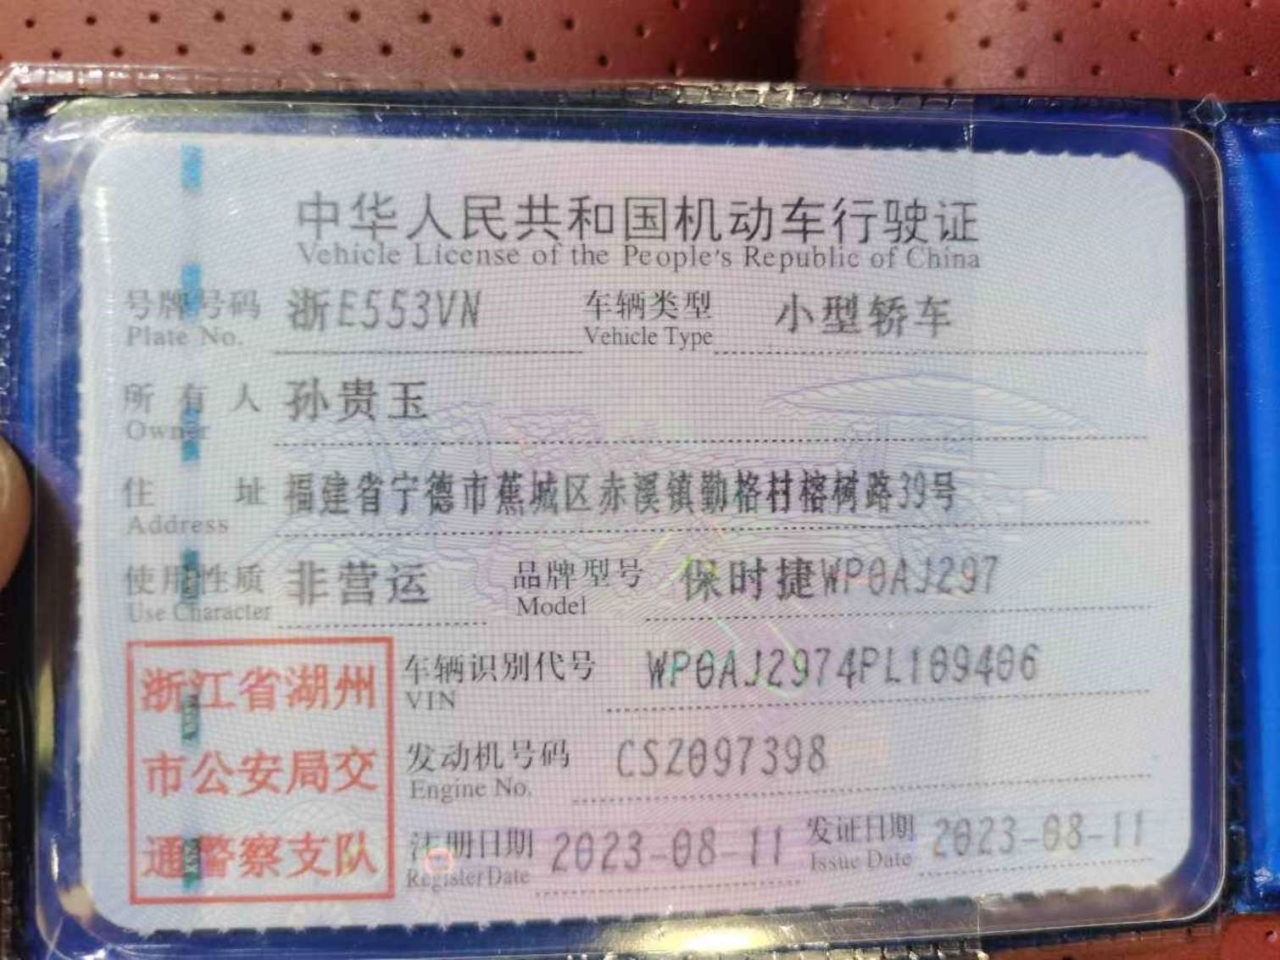 中华人民共和国机动车行驶证
Vehicle License of the People's Republic of China
号牌号码 浙E553VN 车辆类型 小型轿车
Plate No. Vehicle Type
所有人 孙贵玉
Owner
住址 福建省宁德市蕉城区赤溪镇勤格村榕树路39号
Address
使用性质 非营运 品牌型号 保时捷WP0AJ297
Use Character Model
车辆识别代号 WP0AJ2974PL109406
VIN
发动机号码 CSZ097398
Engine No.
注册日期 2023-08-11 发证日期 2023-08-11
Register Date Issue Date
浙江省湖州
市公安局交
通警察支队